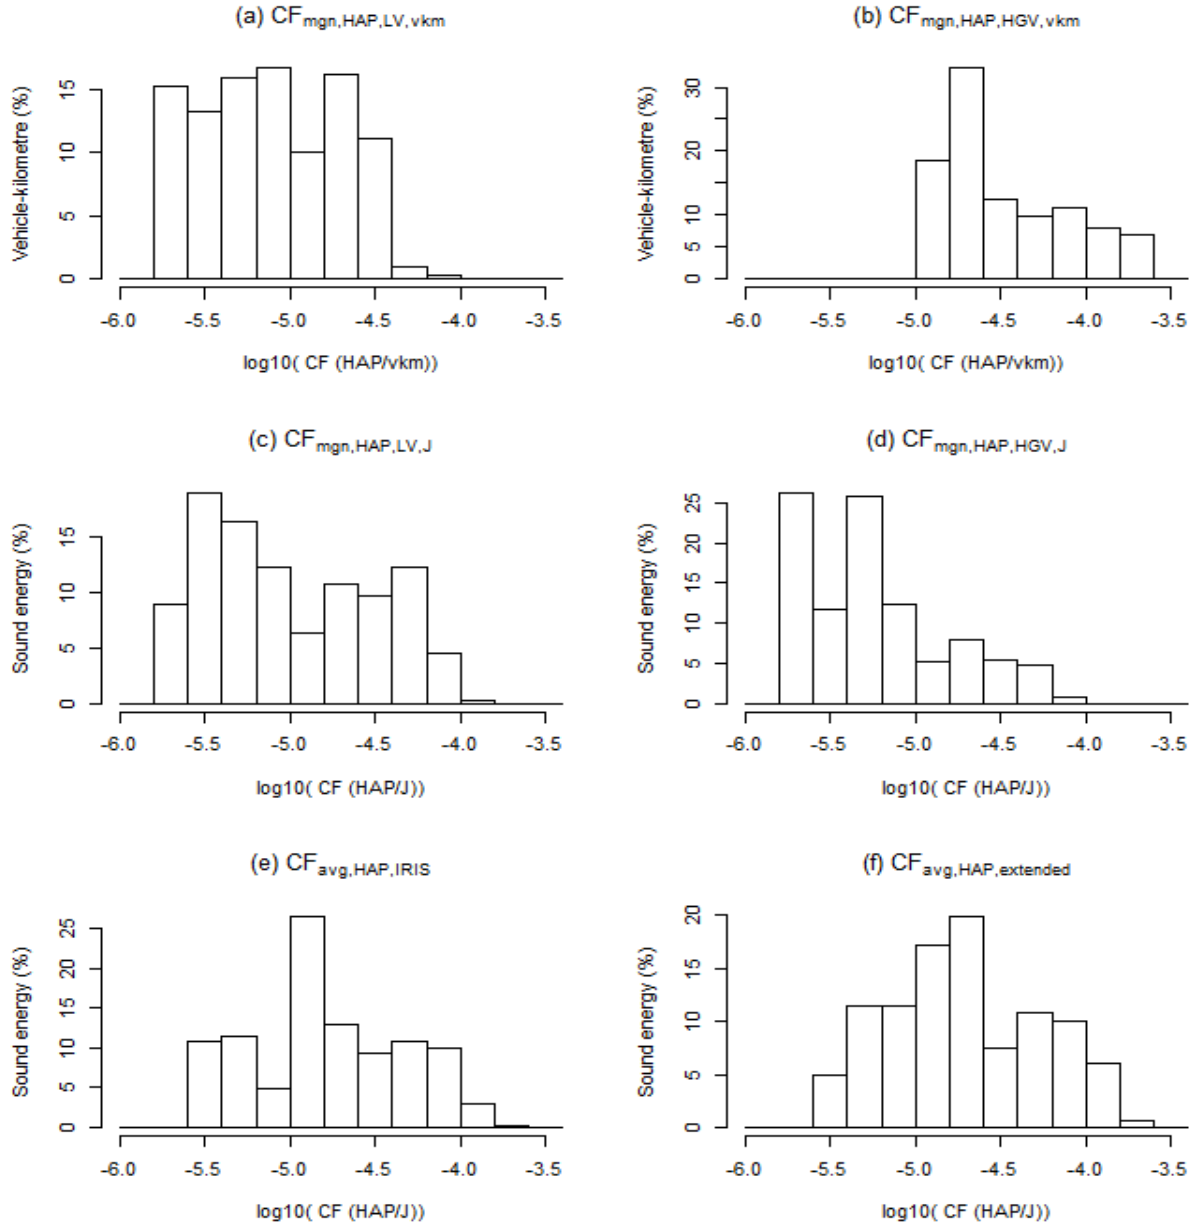 (a) CFmgn,HAP,LV,vkm
Vehicle-kilometre (%)
15
10
5
0
-6.0 -5.5 -5.0 -4.5 -4.0 -3.5
log10( CF (HAP/vkm))
(b) CFmgn,HAP,HGV,vkm
Vehicle-kilometre (%)
30
20
10
5
0
-6.0 -5.5 -5.0 -4.5 -4.0 -3.5
log10( CF (HAP/vkm))
(c) CFmgn,HAP,LV,J
Sound energy (%)
15
10
5
0
-6.0 -5.5 -5.0 -4.5 -4.0 -3.5
log10( CF (HAP/J))
(d) CFmgn,HAP,HGV,J
Sound energy (%)
25
20
15
10
5
0
-6.0 -5.5 -5.0 -4.5 -4.0 -3.5
log10( CF (HAP/J))
(e) CFavg,HAP,IRIS
Sound energy (%)
25
20
15
10
5
0
-6.0 -5.5 -5.0 -4.5 -4.0 -3.5
log10( CF (HAP/J))
(f) CFavg,HAP,extended
Sound energy (%)
20
15
10
5
0
-6.0 -5.5 -5.0 -4.5 -4.0 -3.5
log10( CF (HAP/J))